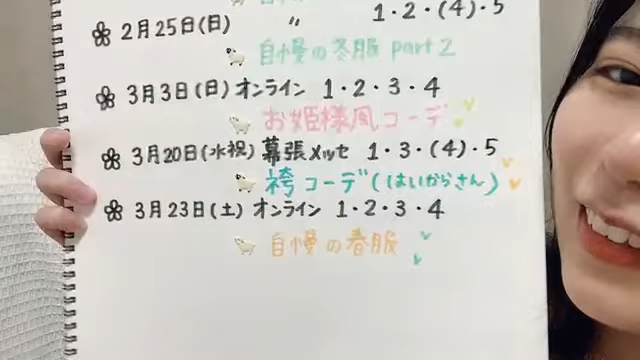 1・2・(4)・5
2月25日(日) 〃
自慢の冬服 part2
3月3日(日) オンライン 1・2・3・4
お姫様風コーデ
3月20日(水祝) 幕張メッセ 1・3・(4)・5
袴コーデ(はいからさん)
3月23日(土) オンライン 1・2・3・4
自慢の春服